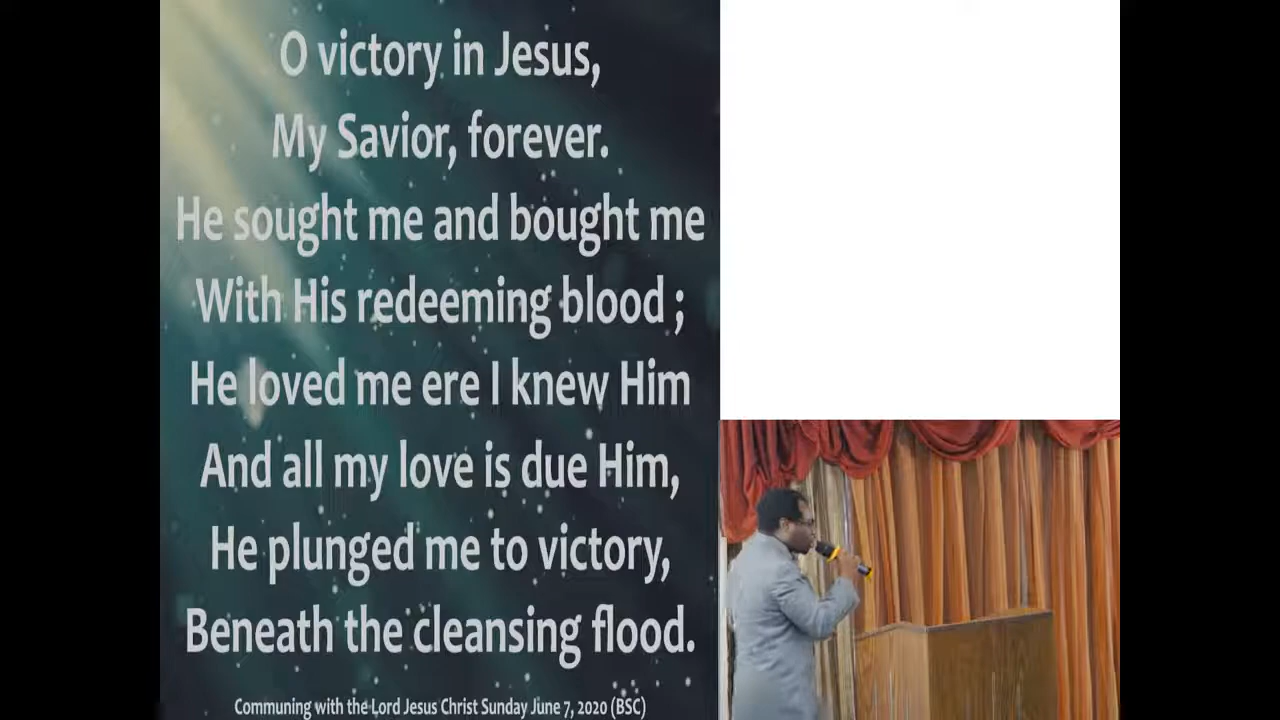 O victory in Jesus,
My Savior, forever.
He sought me and bought me
With His redeeming blood ;
He loved me ere I knew Him
And all my love is due Him,
He plunged me to victory,
Beneath the cleansing flood.
Communing with the Lord Jesus Christ Sunday June 7, 2020 (BSC)